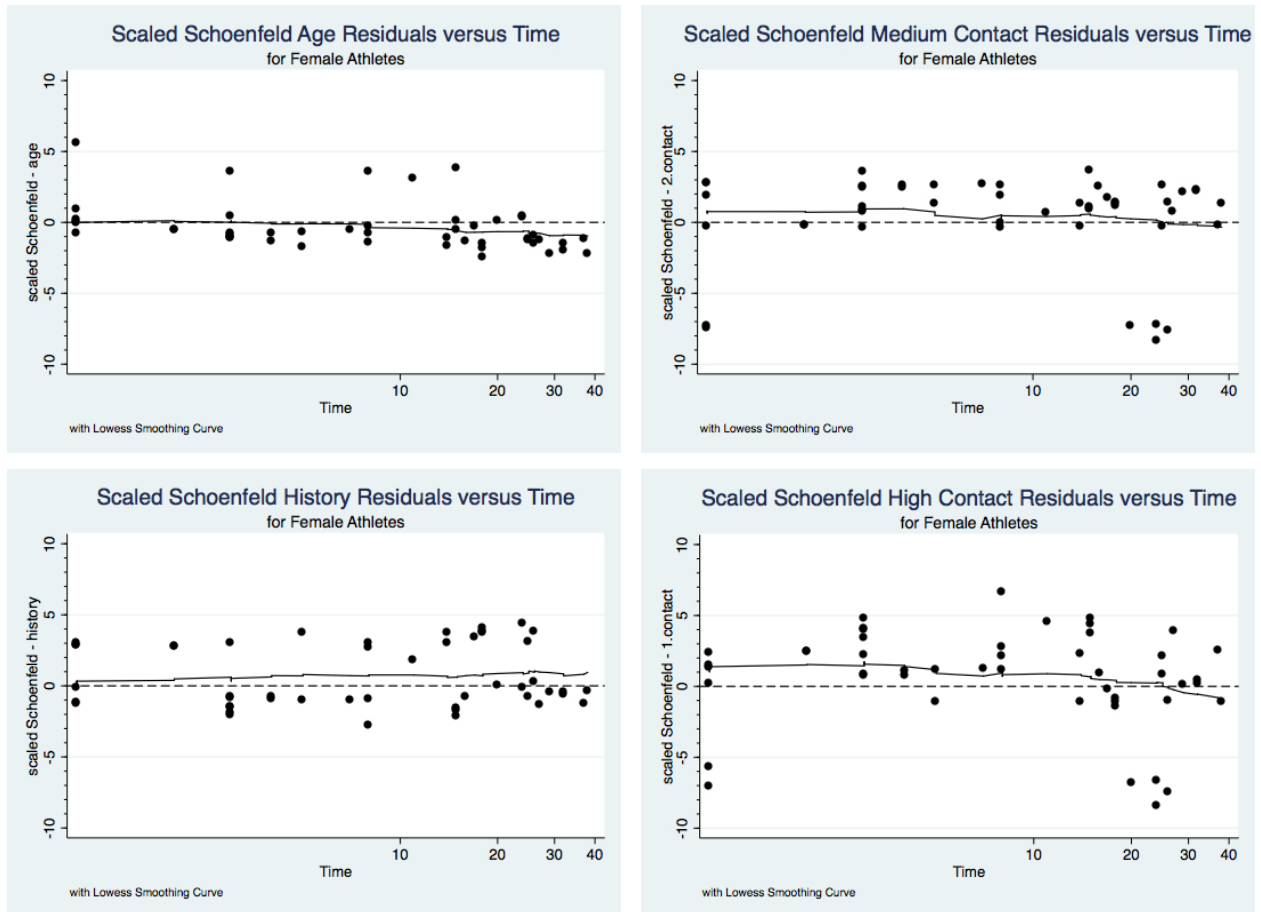 Scaled Schoenfeld Age Residuals versus Time
for Female Athletes
scaled Schoenfeld - age
10
5
0
-5
-10
10 20 30 40
Time
with Lowess Smoothing Curve
Scaled Schoenfeld Medium Contact Residuals versus Time
for Female Athletes
scaled Schoenfeld - 2.contact
10
5
0
-5
-10
10 20 30 40
Time
with Lowess Smoothing Curve
Scaled Schoenfeld History Residuals versus Time
for Female Athletes
scaled Schoenfeld - history
10
5
0
-5
-10
10 20 30 40
Time
with Lowess Smoothing Curve
Scaled Schoenfeld High Contact Residuals versus Time
for Female Athletes
scaled Schoenfeld - 1.contact
10
5
0
-5
-10
10 20 30 40
Time
with Lowess Smoothing Curve